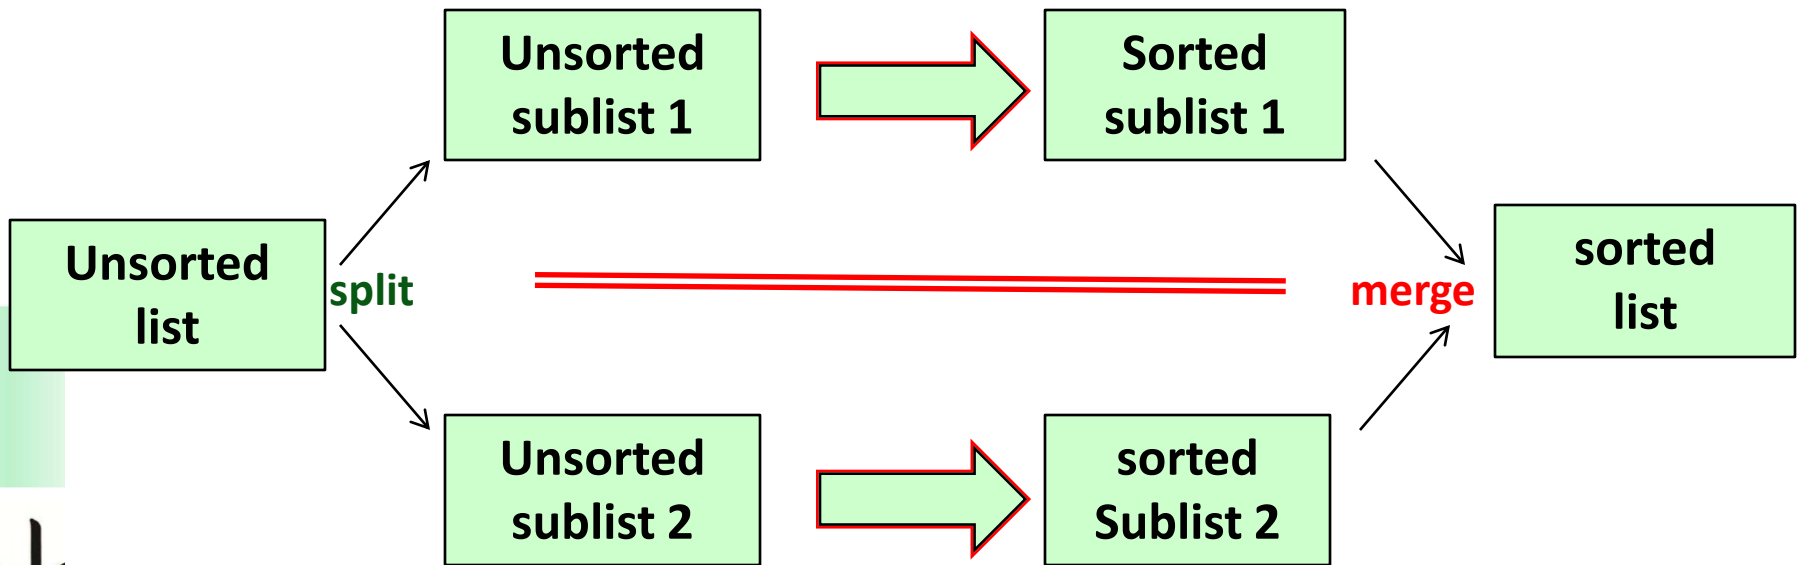 Unsorted
list
split
Unsorted
sublist 1
Sorted
sublist 1
Unsorted
sublist 2
sorted
Sublist 2
merge
sorted
list